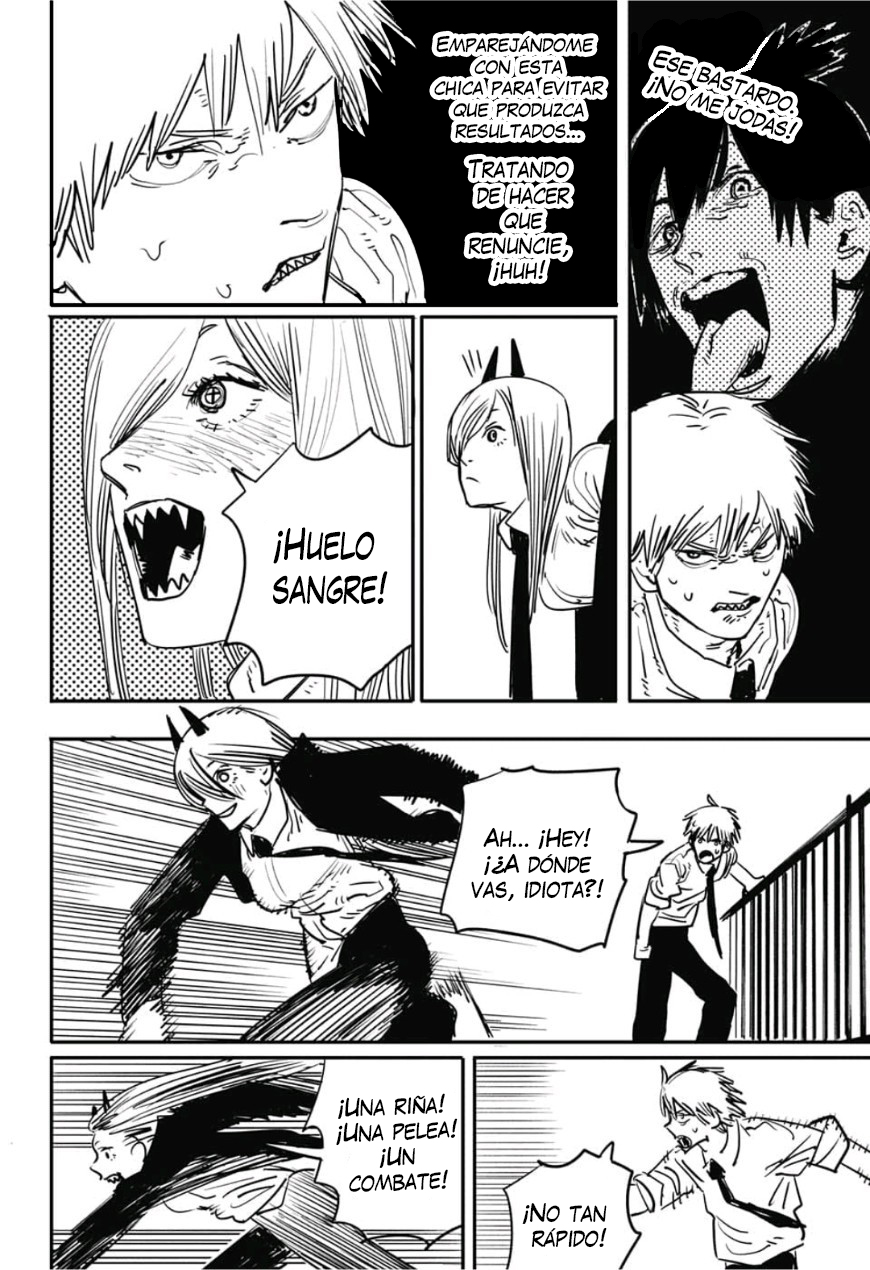 ESE BASTARDO.
¡NO ME JODAS!
EMPAREJÁNDOME
CON ESTA
CHICA PARA EVITAR
QUE PRODUZCA
RESULTADOS...
TRATANDO
DE HACER
QUE
RENUNCIE,
¡HUH!
¡HUELO
SANGRE!
AH... ¡HEY!
¡¿A DÓNDE
VAS, IDIOTA?!
¡NO TAN
RÁPIDO!
¡UNA RIÑA!
¡UNA PELEA!
¡UN
COMBATE!